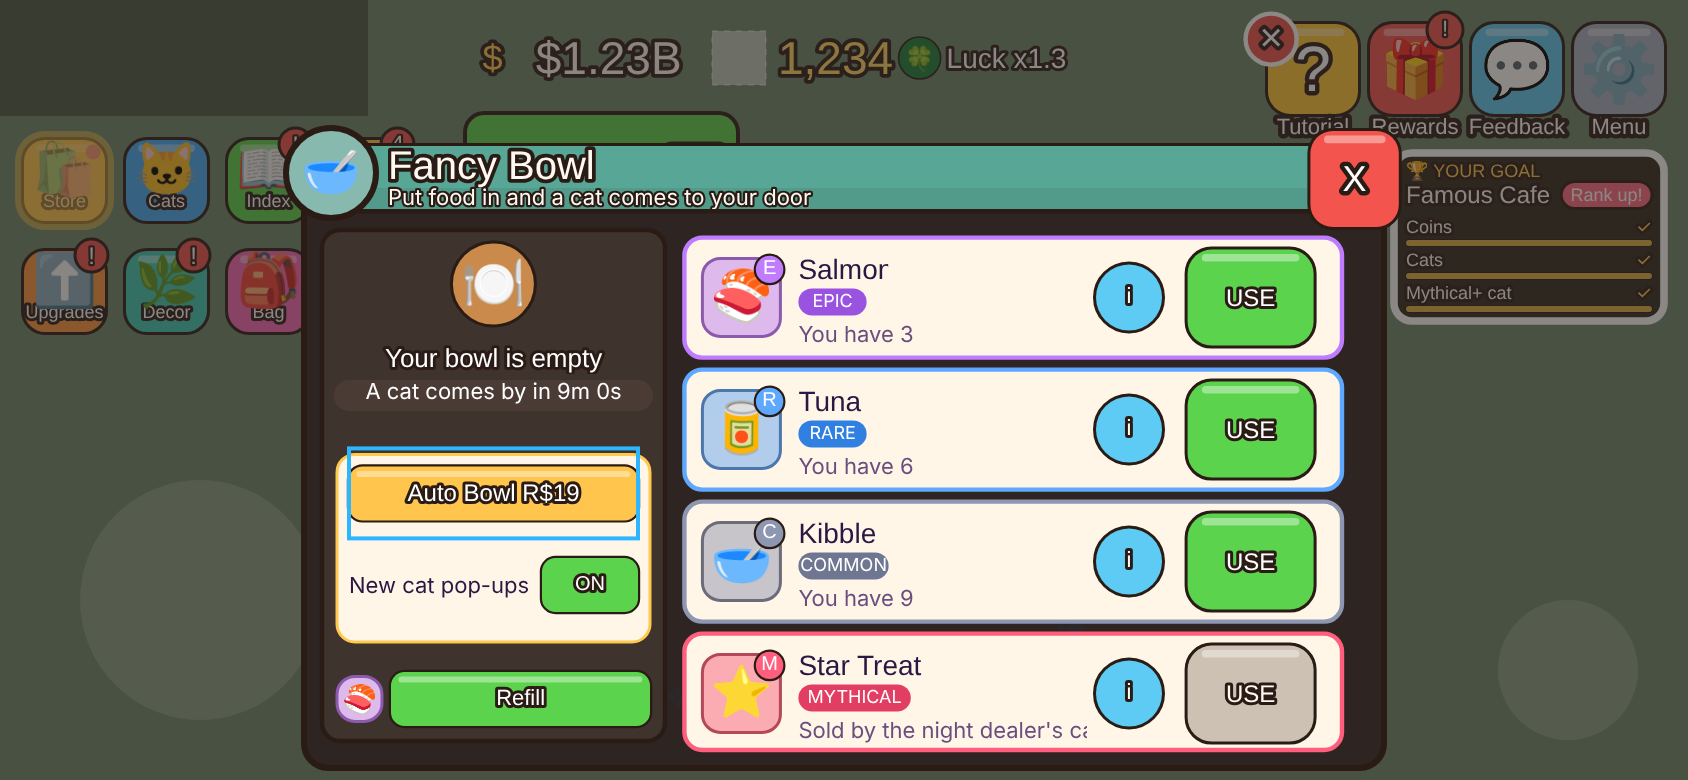 $ $1.23B 1,234 Luck x1.3
Tutorial Rewards Feedback Menu
Store Cats Index
Upgrades Decor Bag
Fancy Bowl
Put food in and a cat comes to your door
X
YOUR GOAL
Famous Cafe Rank up!
Coins
Cats
Mythical+ cat
Your bowl is empty
A cat comes by in 9m 0s
Auto Bowl R$19
New cat pop-ups ON
Refill
E
Salmon
EPIC
You have 3
i
USE
R
Tuna
RARE
You have 6
i
USE
C
Kibble
COMMON
You have 9
i
USE
M
Star Treat
MYTHICAL
Sold by the night dealer's
i
USE